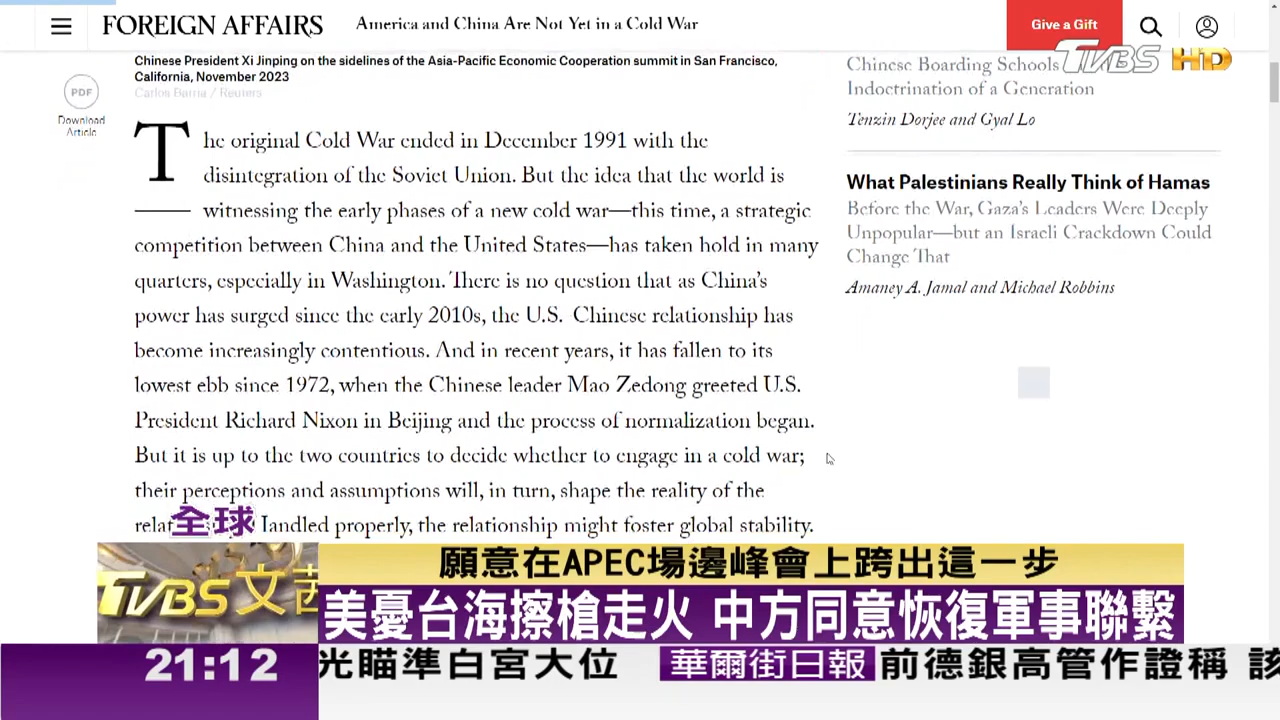 FOREIGN AFFAIRS
America and China Are Not Yet in a Cold War
Give a Gift
TVBS HD
Chinese President Xi Jinping on the sidelines of the Asia-Pacific Economic Cooperation summit in San Francisco,
California, November 2023
Carlos Barria / Reuters
PDF
Download
Article
The original Cold War ended in December 1991 with the
disintegration of the Soviet Union. But the idea that the world is
witnessing the early phases of a new cold war—this time, a strategic
competition between China and the United States—has taken hold in many
quarters, especially in Washington. There is no question that as China's
power has surged since the early 2010s, the U.S. Chinese relationship has
become increasingly contentious. And in recent years, it has fallen to its
lowest ebb since 1972, when the Chinese leader Mao Zedong greeted U.S.
President Richard Nixon in Beijing and the process of normalization began.
But it is up to the two countries to decide whether to engage in a cold war;
their perceptions and assumptions will, in turn, shape the reality of the
properly, the relationship might foster global stability.
Chinese Boarding Schools
Indoctrination of a Generation
Tenzin Dorjee and Gyal Lo
What Palestinians Really Think of Hamas
Before the War, Gaza's Leaders Were Deeply
Unpopular—but an Israeli Crackdown Could
Change That
Amaney A. Jamal and Michael Robbins
全球
TVBS文茜
願意在APEC場邊峰會上跨出這一步
美憂台海擦槍走火 中方同意恢復軍事聯繫
21:12
光瞄準白宮大位 華爾街日報 前德銀高管作證稱 該